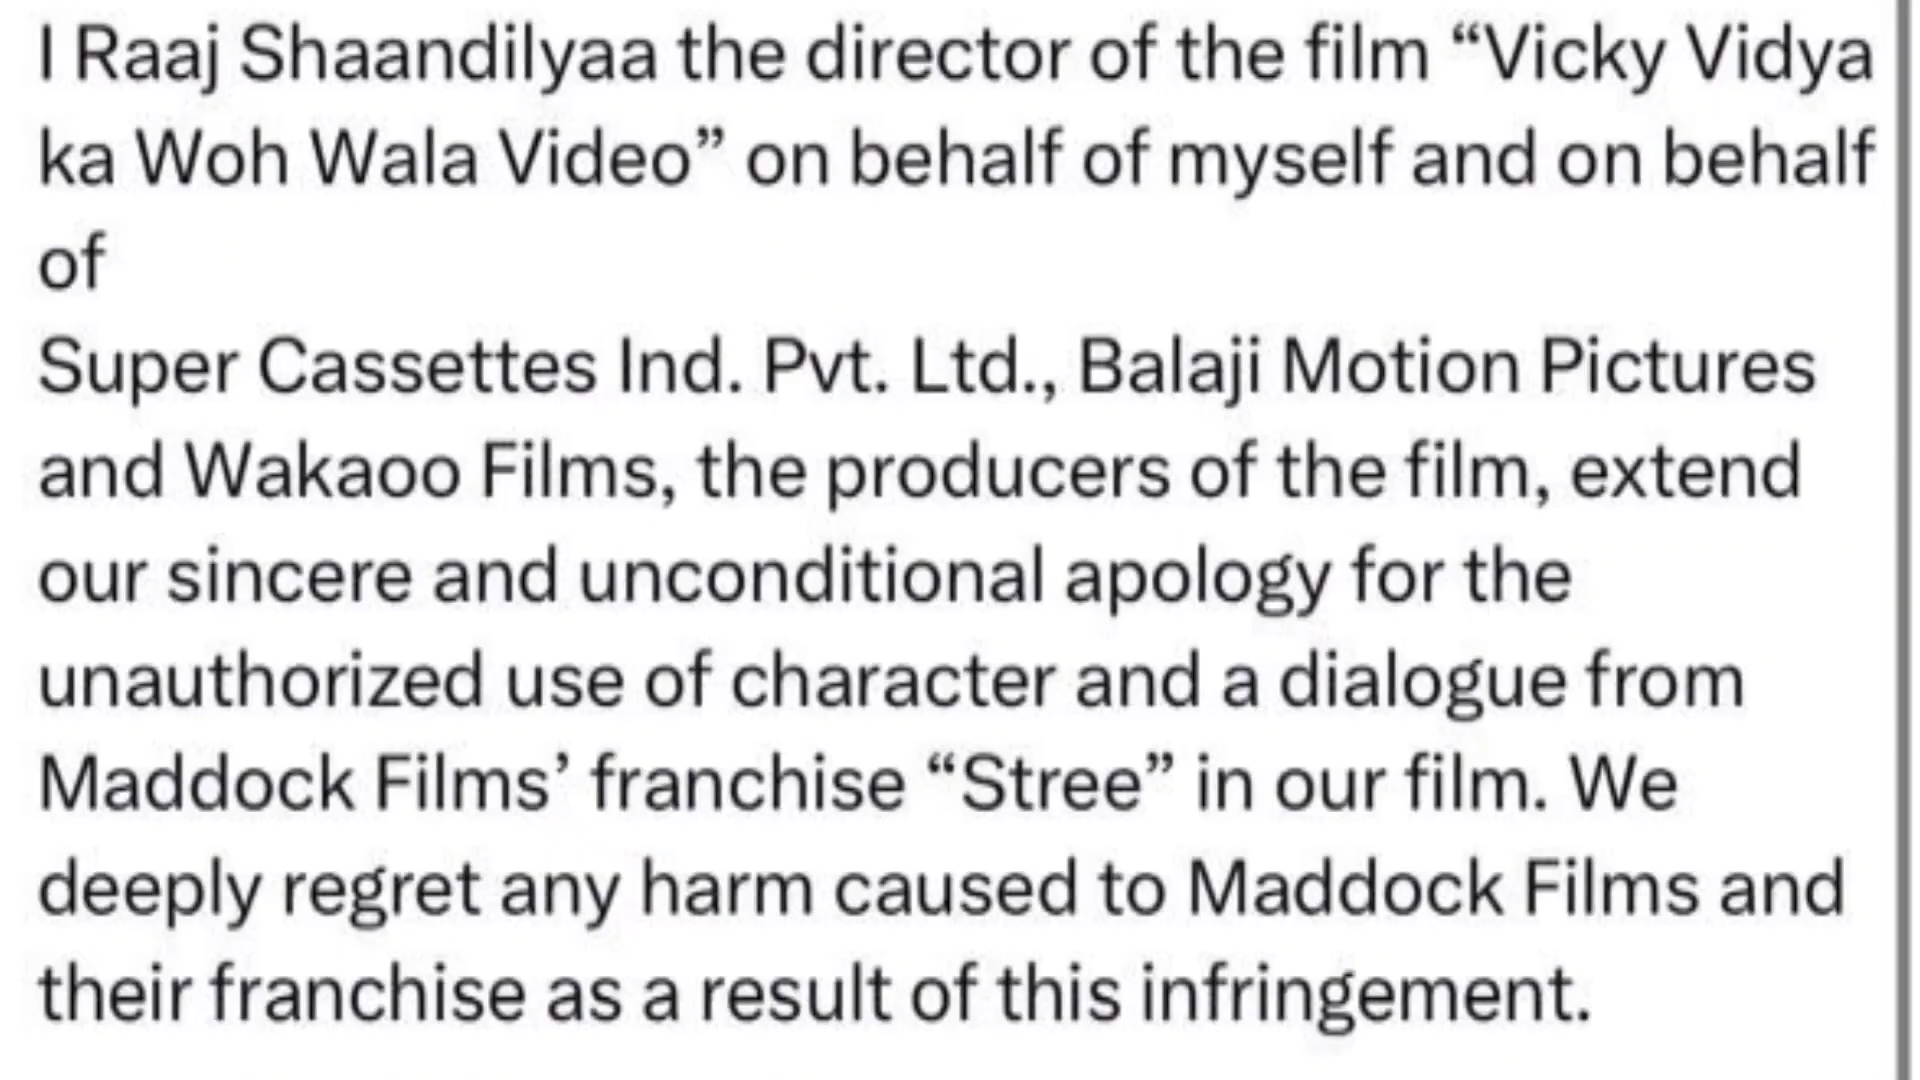 I Raaj Shaandilyaa the director of the film “Vicky Vidya
ka Woh Wala Video” on behalf of myself and on behalf
of
Super Cassettes Ind. Pvt. Ltd., Balaji Motion Pictures
and Wakaoo Films, the producers of the film, extend
our sincere and unconditional apology for the
unauthorized use of character and a dialogue from
Maddock Films’ franchise “Stree” in our film. We
deeply regret any harm caused to Maddock Films and
their franchise as a result of this infringement.